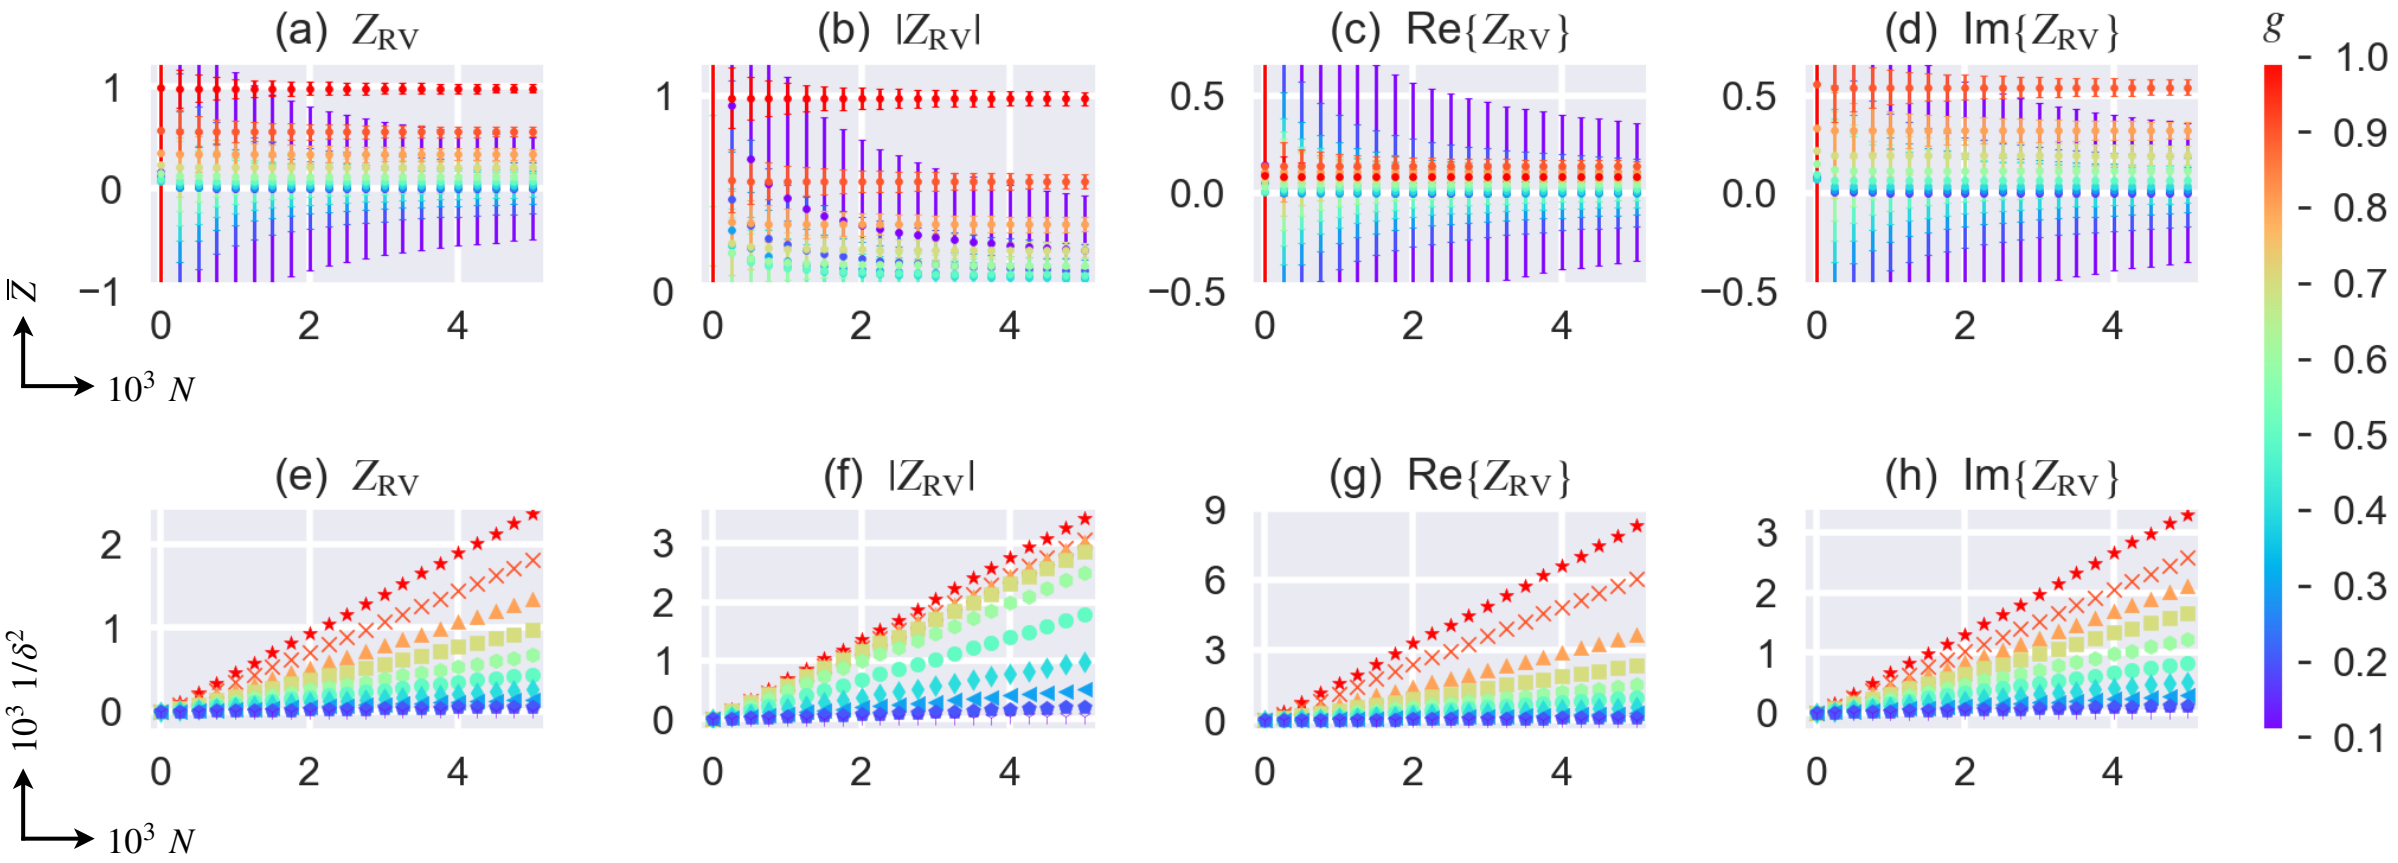 (a) Z_RV
(b) |Z_RV|
(c) Re{Z_RV}
(d) Im{Z_RV}
g
1
0
−1
0 2 4
1
0
0 2 4
0.5
0.0
−0.5
0 2 4
0.5
0.0
−0.5
0 2 4
Z̿
10³ N
1.0
0.9
0.8
0.7
0.6
0.5
0.4
0.3
0.2
0.1
(e) Z_RV
(f) |Z_RV|
(g) Re{Z_RV}
(h) Im{Z_RV}
2
1
0
0 2 4
3
2
1
0
0 2 4
9
6
3
0
0 2 4
3
2
1
0
0 2 4
10³ 1/δ²
10³ N